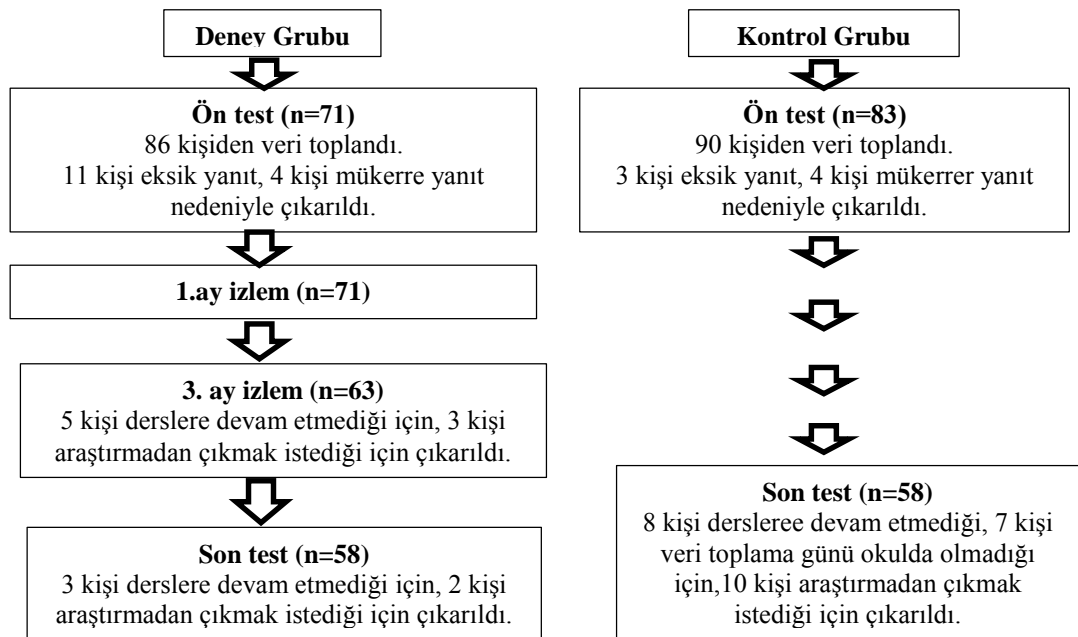 Deney Grubu
Ön test (n=71)
86 kişiden veri toplandı.
11 kişi eksik yanıt, 4 kişi mükerre yanıt
nedeniyle çıkarıldı.
1.ay izlem (n=71)
3. ay izlem (n=63)
5 kişi derslere devam etmediği için, 3 kişi
araştırmadan çıkmak istediği için çıkarıldı.
Son test (n=58)
3 kişi derslere devam etmediği için, 2 kişi
araştırmadan çıkmak istediği için çıkarıldı.
Kontrol Grubu
Ön test (n=83)
90 kişiden veri toplandı.
3 kişi eksik yanıt, 4 kişi mükerrer yanıt
nedeniyle çıkarıldı.
Son test (n=58)
8 kişi dersleree devam etmediği, 7 kişi
veri toplama günü okulda olmadığı
için,10 kişi araştırmadan çıkmak
istediği için çıkarıldı.